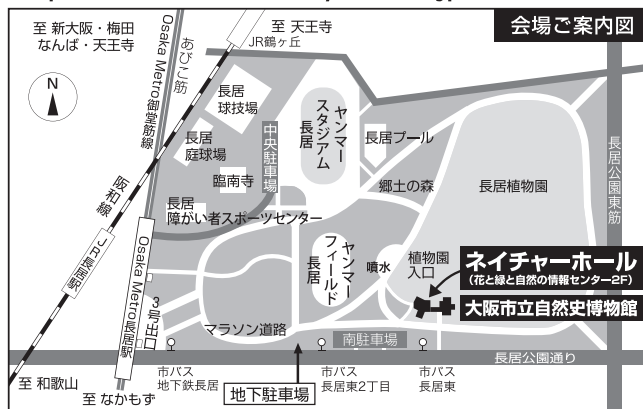 会場ご案内図
至 新大阪・梅田
なんば・天王寺
Osaka Metro御堂筋線
あびこ筋
至 天王寺
JR鶴ヶ丘
N
長居
球技場
長居
庭球場
臨南寺
中央駐車場
ヤンマー
スタジアム
長居
長居プール
郷土の森
長居植物園
長居公園東筋
長居
障がい者スポーツセンター
阪和線
JR長居駅
Osaka Metro長居駅
3号出口
ヤンマー
フィールド
長居
噴水
植物園
入口
ネイチャーホール
(花と緑と自然の情報センター2F)
大阪市立自然史博物館
マラソン道路
南駐車場
長居公園通り
至 和歌山
至 なかもず
市バス
地下鉄長居
地下駐車場
市バス
長居東2丁目
市バス
長居東